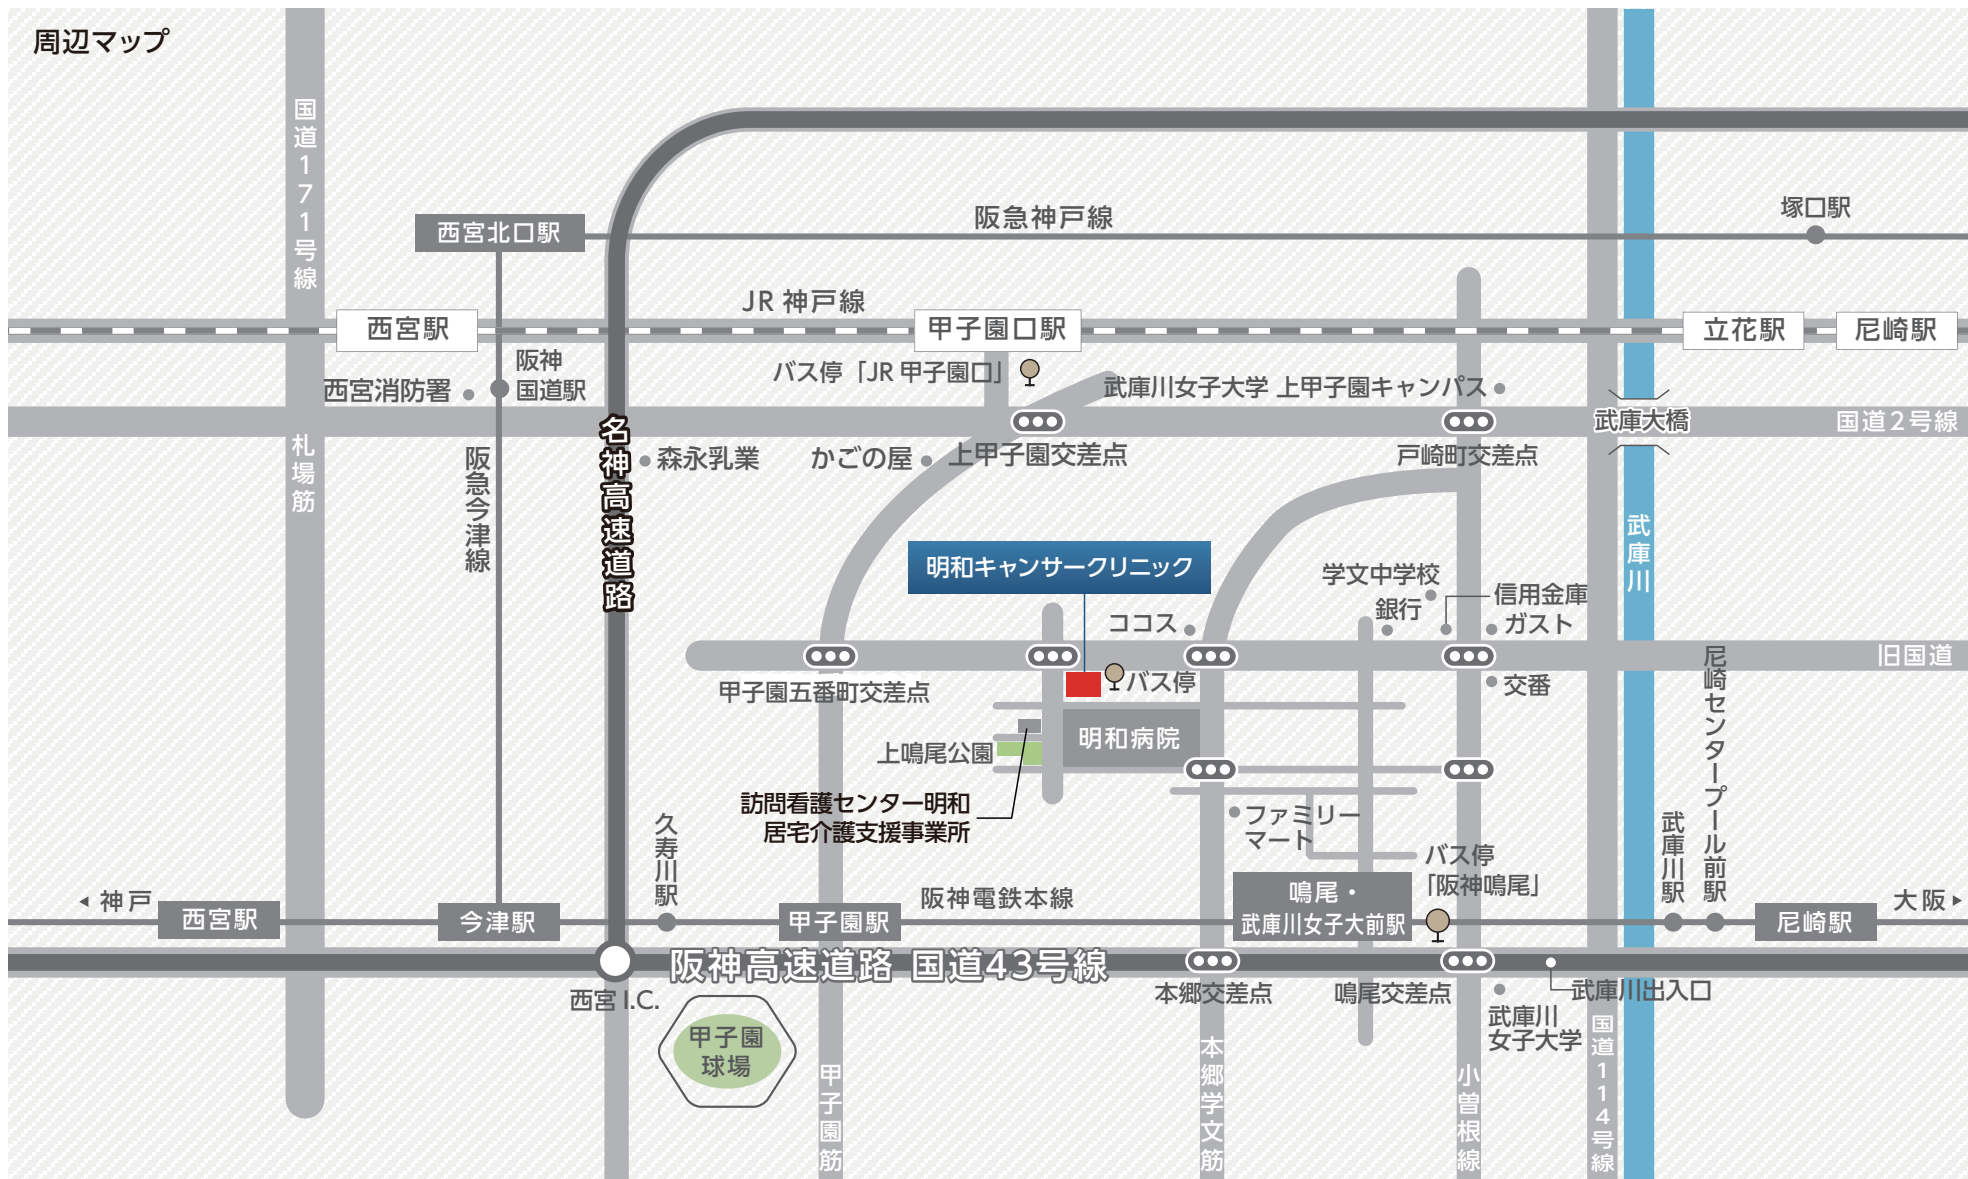 周辺マップ
国道171号線
西宮北口駅
阪急神戸線
塚口駅
JR 神戸線
西宮駅
甲子園口駅
立花駅
尼崎駅
阪神
国道駅
西宮消防署
バス停「JR 甲子園口」
武庫川女子大学 上甲子園キャンパス
武庫大橋
国道2号線
札場筋
阪急今津線
名神高速道路
森永乳業
かごの屋
上甲子園交差点
戸崎町交差点
武庫川
明和キャンサークリニック
学文中学校
銀行
信用金庫
ガスト
ココス
旧国道
甲子園五番町交差点
バス停
交番
尼崎センタープール前駅
明和病院
上鳴尾公園
訪問看護センター明和
居宅介護支援事業所
ファミリー
マート
久寿川駅
武庫川駅
バス停
「阪神鳴尾」
神戸
西宮駅
今津駅
甲子園駅
阪神電鉄本線
鳴尾・
武庫川女子大前駅
尼崎駅
大阪
阪神高速道路 国道43号線
西宮 I.C.
本郷交差点
鳴尾交差点
武庫川出入口
武庫川
女子大学
甲子園
球場
甲子園筋
本郷学文筋
小曽根線
国道114号線